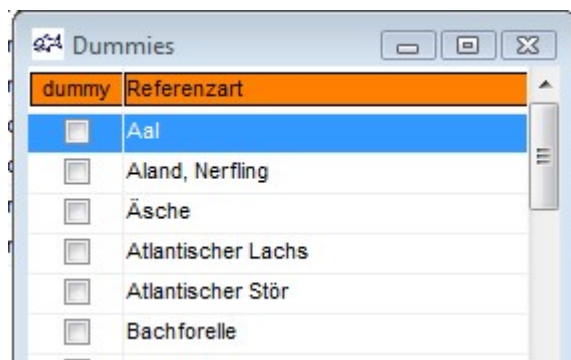 Dummies
dummy Referenzart
Aal
Aland, Nerfling
Äsche
Atlantischer Lachs
Atlantischer Stör
Bachforelle